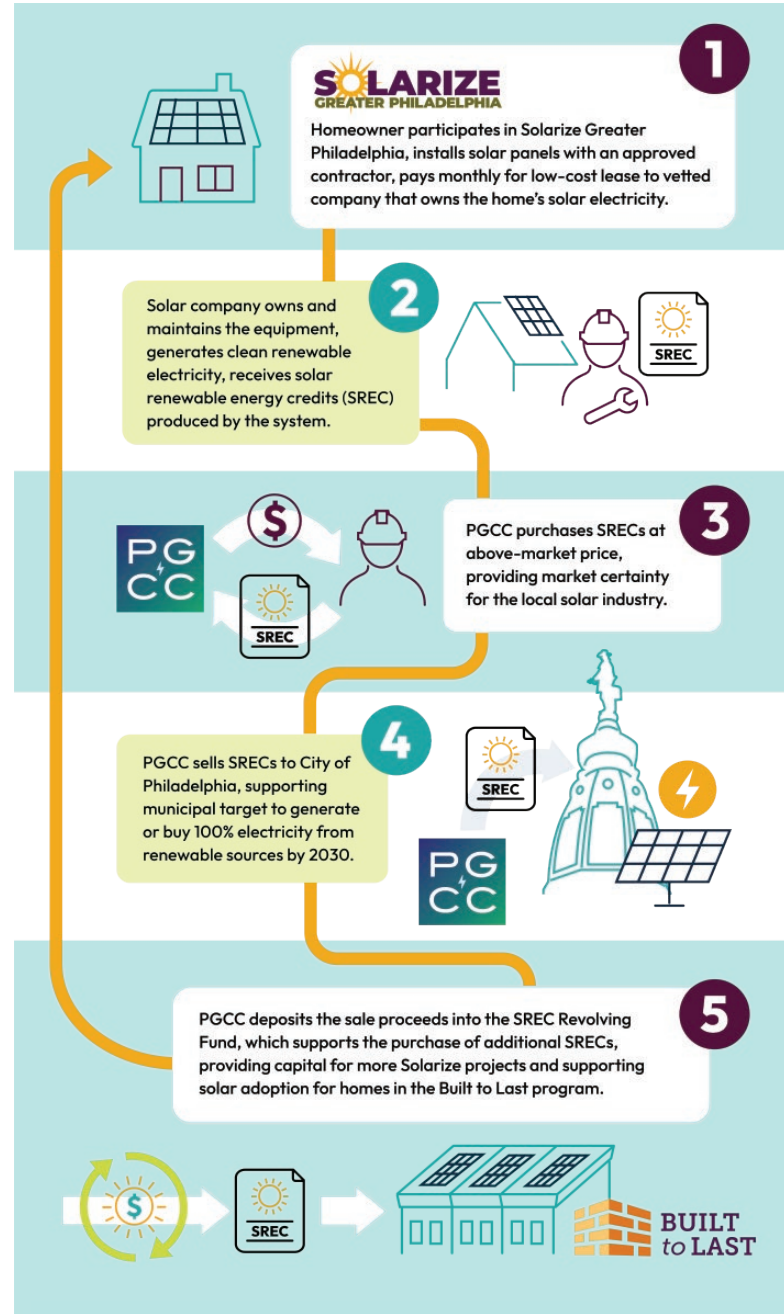 1
SOLARIZE
GREATER PHILADELPHIA
Homeowner participates in Solarize Greater
Philadelphia, installs solar panels with an approved
contractor, pays monthly for low-cost lease to vetted
company that owns the home’s solar electricity.
2
Solar company owns and
maintains the equipment,
generates clean renewable
electricity, receives solar
renewable energy credits (SREC)
produced by the system.
SREC
3
PG
CC
$
SREC
PGCC purchases SRECs at
above-market price,
providing market certainty
for the local solar industry.
4
PGCC sells SRECs to City of
Philadelphia, supporting
municipal target to generate
or buy 100% electricity from
renewable sources by 2030.
SREC
PG
CC
5
PGCC deposits the sale proceeds into the SREC Revolving
Fund, which supports the purchase of additional SRECs,
providing capital for more Solarize projects and supporting
solar adoption for homes in the Built to Last program.
$
SREC
BUILT
to LAST